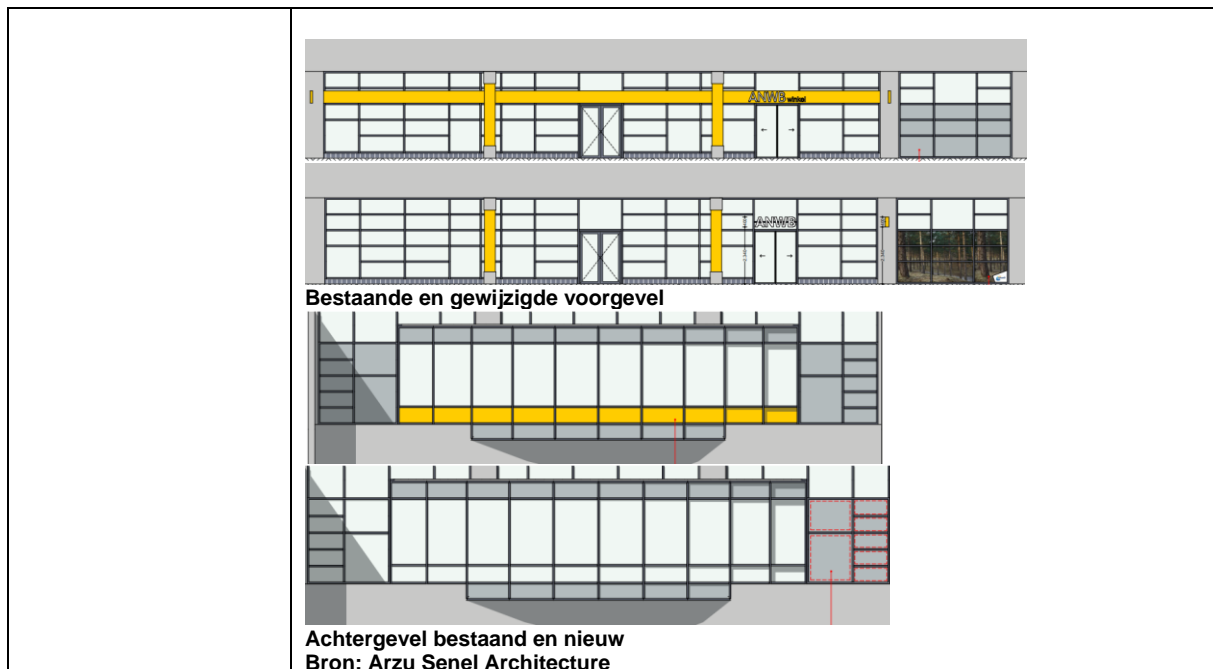 ANWB winkel
ANWB
Bestaande en gewijzigde voorgevel
Achtergevel bestaand en nieuw
Bron: Arzu Senel Architecture